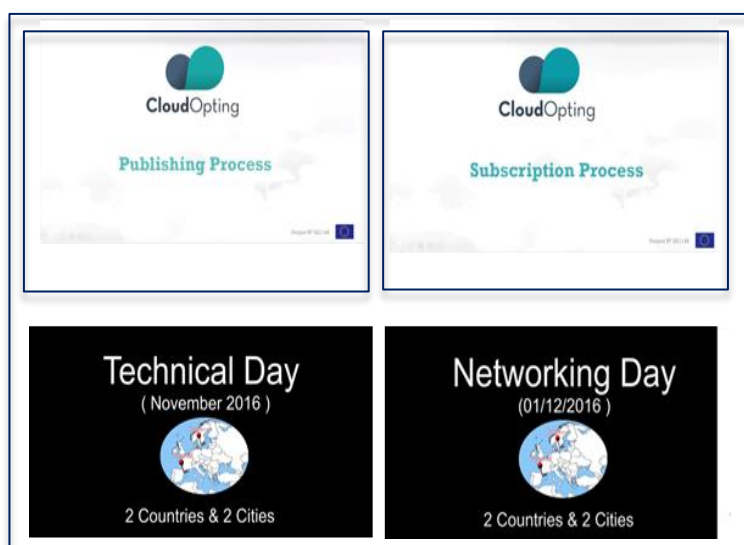 CloudOpting
Publishing Process
CloudOpting
Subscription Process
Technical Day
( November 2016 )
2 Countries & 2 Cities
Networking Day
(01/12/2016 )
2 Countries & 2 Cities